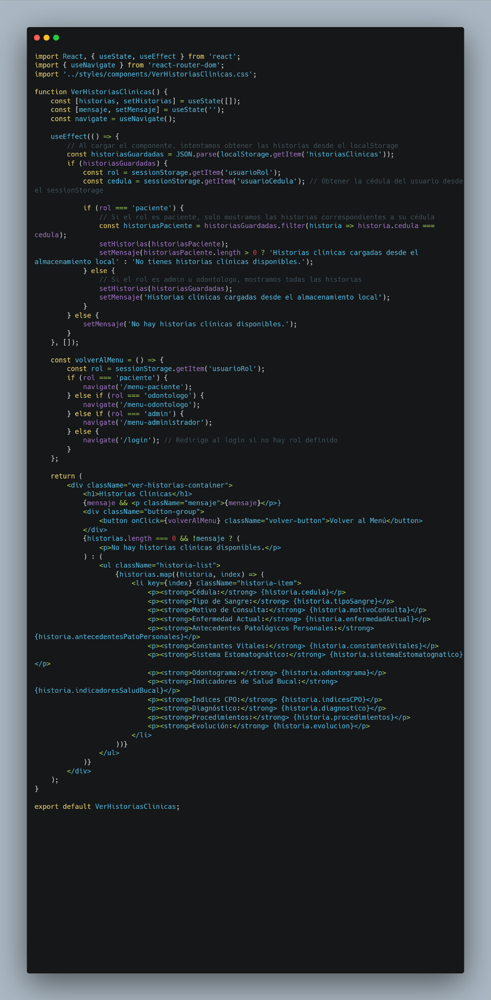 import React, { useState, useEffect } from 'react';
import { useNavigate } from 'react-router-dom';
import '../styles/components/VerHistoriasClinicas.css';

function VerHistoriasClinicas() {
    const [historias, setHistorias] = useState([]);
    const [mensaje, setMensaje] = useState('');
    const navigate = useNavigate();

    useEffect(() => {
        // Al cargar el componente, intentamos obtener las historias desde el localStorage
        const historiasGuardadas = JSON.parse(localStorage.getItem('historiasClinicas'));
        if (historiasGuardadas) {
            const rol = sessionStorage.getItem('usuarioRol');
            const cedula = sessionStorage.getItem('usuarioCedula'); // Obtener la cédula del usuario desde
el sessionStorage

            if (rol === 'paciente') {
                // Si el rol es paciente, solo mostramos las historias correspondientes a su cédula
                const historiasPaciente = historiasGuardadas.filter(historia => historia.cedula ===
cedula);
                setHistorias(historiasPaciente);
                setMensaje(historiasPaciente.length > 0 ? 'Historias clínicas cargadas desde el
almacenamiento local' : 'No tienes historias clínicas disponibles.');
            } else {
                // Si el rol es admin u odontologo, mostramos todas las historias
                setHistorias(historiasGuardadas);
                setMensaje('Historias clínicas cargadas desde el almacenamiento local');
            }
        } else {
            setMensaje('No hay historias clínicas disponibles.');
        }
    }, []);

    const volverAlMenu = () => {
        const rol = sessionStorage.getItem('usuarioRol');
        if (rol === 'paciente') {
            navigate('/menu-paciente');
        } else if (rol === 'odontologo') {
            navigate('/menu-odontologo');
        } else if (rol === 'admin') {
            navigate('/menu-administrador');
        } else {
            navigate('/login'); // Redirige al login si no hay rol definido
        }
    };

    return (
        <div className="ver-historias-container">
            <h1>Historias Clínicas</h1>
            {mensaje && <p className="mensaje">{mensaje}</p>}
            <div className="button-group">
                <button onClick={volverAlMenu} className="volver-button">Volver al Menú</button>
            </div>
            {historias.length === 0 && !mensaje ? (
                <p>No hay historias clínicas disponibles.</p>
            ) : (
                <ul className="historia-list">
                    {historias.map((historia, index) => (
                        <li key={index} className="historia-item">
                            <p><strong>Cédula:</strong> {historia.cedula}</p>
                            <p><strong>Tipo de Sangre:</strong> {historia.tipoSangre}</p>
                            <p><strong>Motivo de Consulta:</strong> {historia.motivoConsulta}</p>
                            <p><strong>Enfermedad Actual:</strong> {historia.enfermedadActual}</p>
                            <p><strong>Antecedentes Patológicos Personales:</strong>
{historia.antecedentesPatoPersonales}</p>
                            <p><strong>Constantes Vitales:</strong> {historia.constantesVitales}</p>
                            <p><strong>Sistema Estomatognático:</strong> {historia.sistemaEstomatognatico}
</p>
                            <p><strong>Odontograma:</strong> {historia.odontograma}</p>
                            <p><strong>Indicadores de Salud Bucal:</strong>
{historia.indicadoresSaludBucal}</p>
                            <p><strong>Índices CPO:</strong> {historia.indicesCPO}</p>
                            <p><strong>Diagnóstico:</strong> {historia.diagnostico}</p>
                            <p><strong>Procedimientos:</strong> {historia.procedimientos}</p>
                            <p><strong>Evolución:</strong> {historia.evolucion}</p>
                        </li>
                    ))}
                </ul>
            )}
        </div>
    );
}

export default VerHistoriasClinicas;